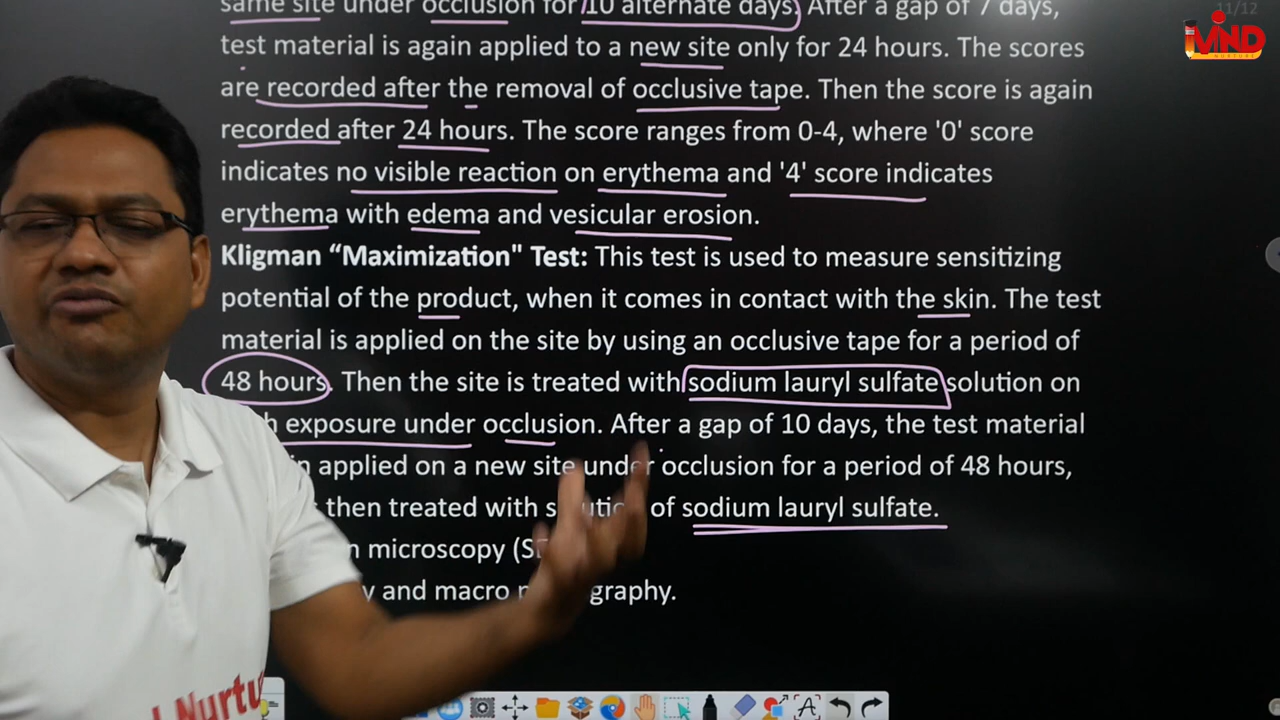 same site under occlusion for 10 alternate days. After a gap of 7 days,
11/12
MIND
NURTURE
test material is again applied to a new site only for 24 hours. The scores
are recorded after the removal of occlusive tape. Then the score is again
recorded after 24 hours. The score ranges from 0-4, where '0' score
indicates no visible reaction on erythema and '4' score indicates
erythema with edema and vesicular erosion.
Kligman “Maximization" Test: This test is used to measure sensitizing
potential of the product, when it comes in contact with the skin. The test
material is applied on the site by using an occlusive tape for a period of
48 hours. Then the site is treated with sodium lauryl sulfate solution on
exposure under occlusion. After a gap of 10 days, the test material
applied on a new site under occlusion for a period of 48 hours,
then treated with of sodium lauryl sulfate.
microscopy
and macro